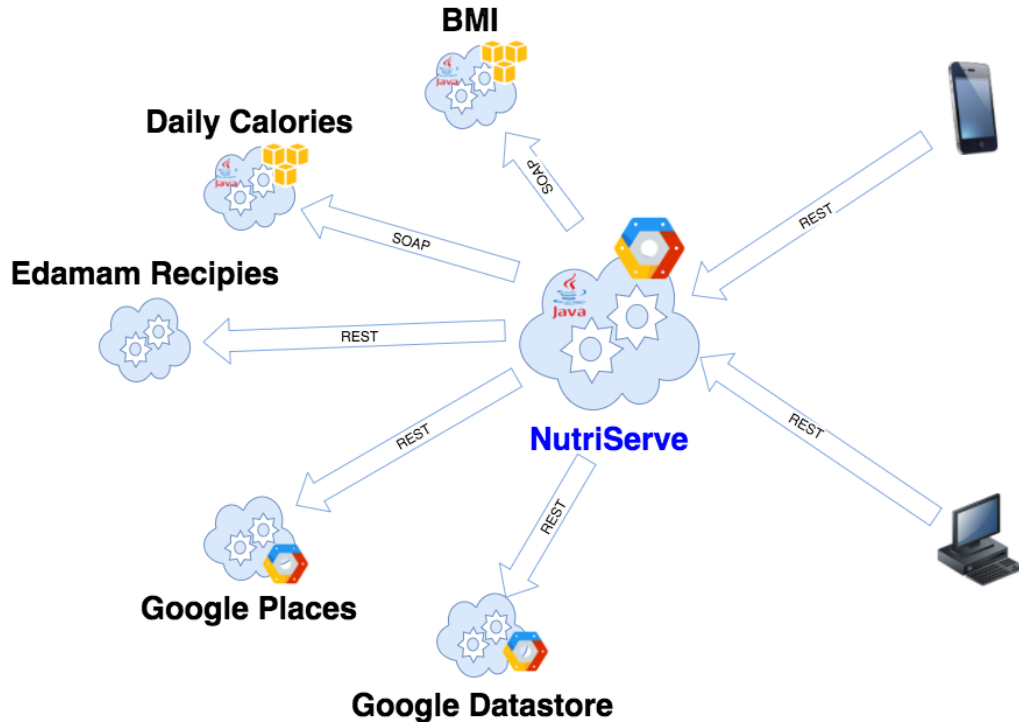 BMI
Java
SOAP
Daily Calories
Java
SOAP
REST
Edamam Recipies
REST
Java
NutriServe
REST
REST
REST
Google Places
Google Datastore